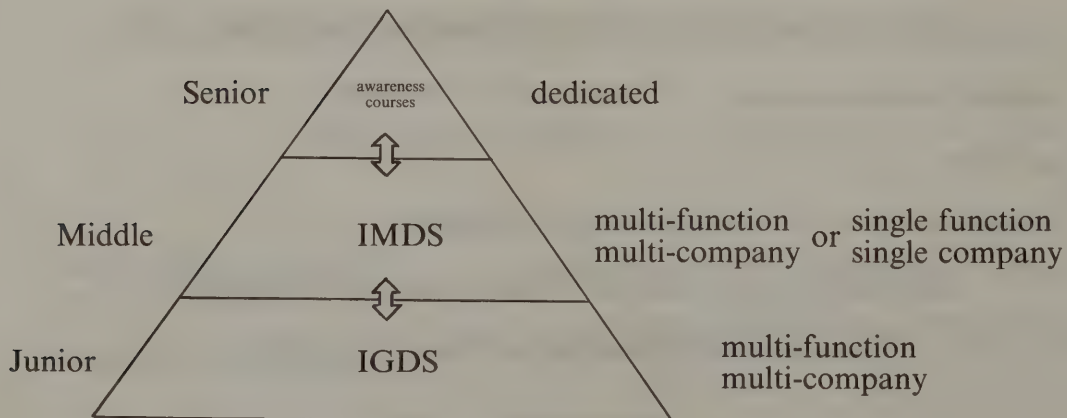 Senior
awareness
courses
dedicated
Middle
IMDS
multi-function
multi-company
or
single function
single company
Junior
IGDS
multi-function
multi-company